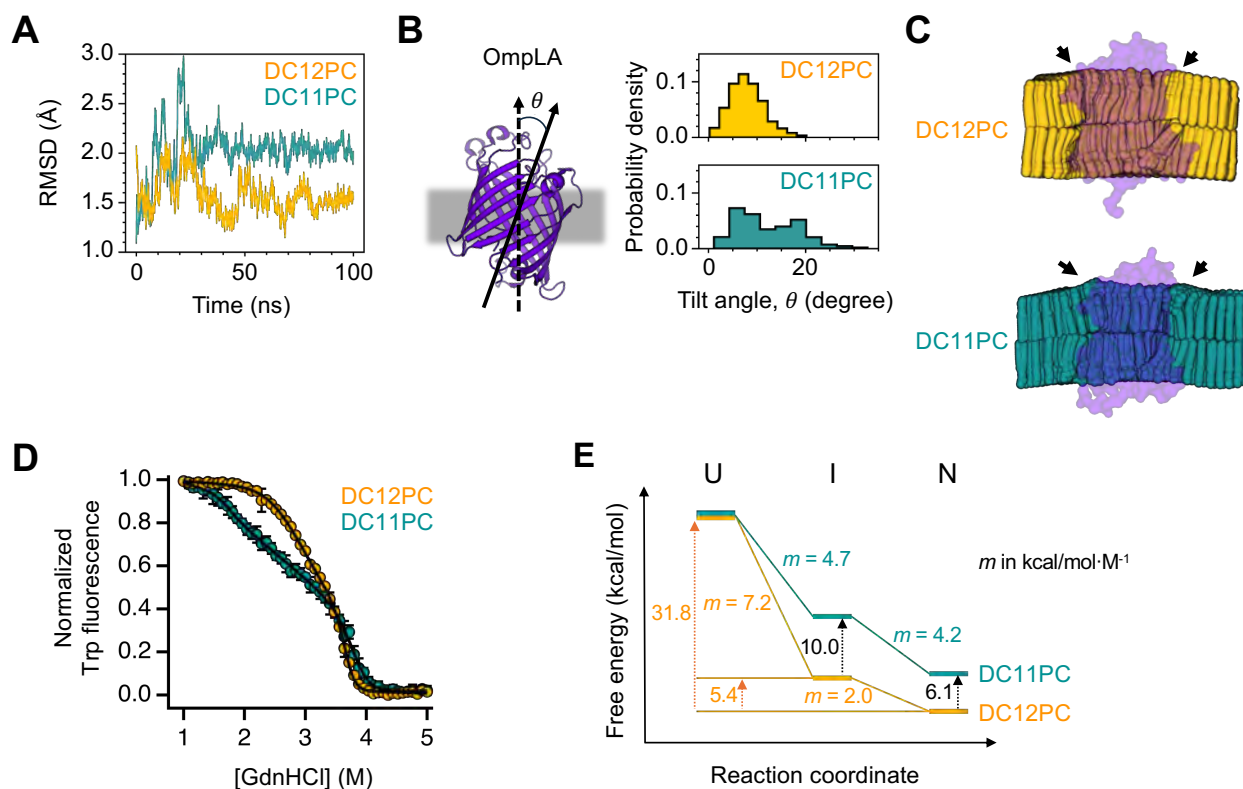 A
RMSD (Å)
3.0
2.5
2.0
1.5
1.0
DC12PC
DC11PC
0
50
100
Time (ns)
B
OmpLA
θ
Probability density
0.1
0.0
DC12PC
0.1
0.0
DC11PC
0
20
Tilt angle, θ (degree)
C
DC12PC
DC11PC
D
Normalized
Trp fluorescence
1.0
0.8
0.6
0.4
0.2
0.0
DC12PC
DC11PC
1
2
3
4
5
[GdnHCl] (M)
E
Free energy (kcal/mol)
U
I
N
m in kcal/mol·M⁻¹
m = 4.7
m = 7.2
31.8
m = 4.2
10.0
5.4
m = 2.0
6.1
DC11PC
DC12PC
Reaction coordinate